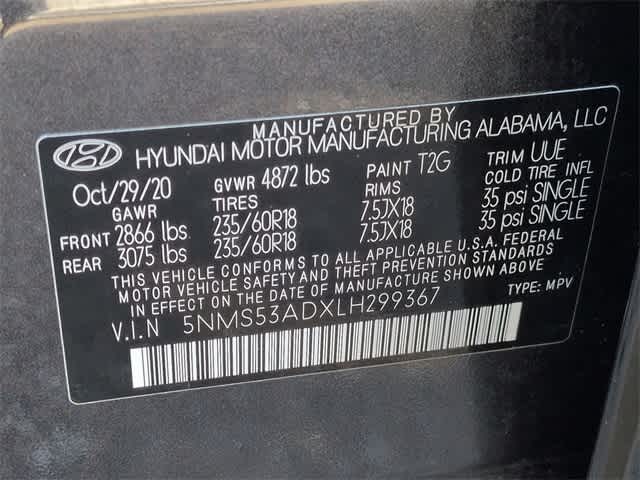 MANUFACTURED BY
HYUNDAI MOTOR MANUFACTURING ALABAMA, LLC
Oct/29/20 GVWR 4872 lbs PAINT T2G TRIM UUE
GAWR TIRES RIMS COLD TIRE INFL
FRONT 2866 lbs 235/60R18 7.5JX18 35 psi SINGLE
REAR 3075 lbs 235/60R18 7.5JX18 35 psi SINGLE
THIS VEHICLE CONFORMS TO ALL APPLICABLE U.S.A. FEDERAL
MOTOR VEHICLE SAFETY AND THEFT PREVENTION STANDARDS
IN EFFECT ON THE DATE OF MANUFACTURE SHOWN ABOVE
V.I.N 5NMS53ADXLH299367 TYPE: MPV